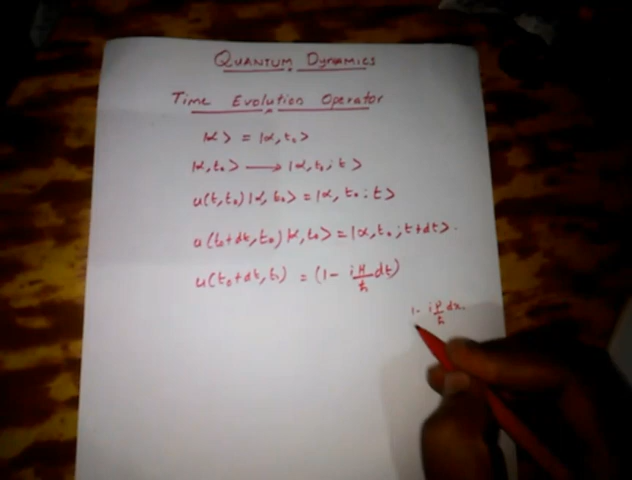 QUANTUM DYNAMICS
Time Evolution Operator
|α> = |α, t₀>
|α, t₀> → |α, t₀; t>
u(t, t₀) |α, t₀> = |α, t₀; t>
u(t₀+dt, t₀) |α, t₀> = |α, t₀; t+dt>.
u(t₀+dt, t₀) = (1 - iH/ħ dt)
1 - iP/ħ dx.